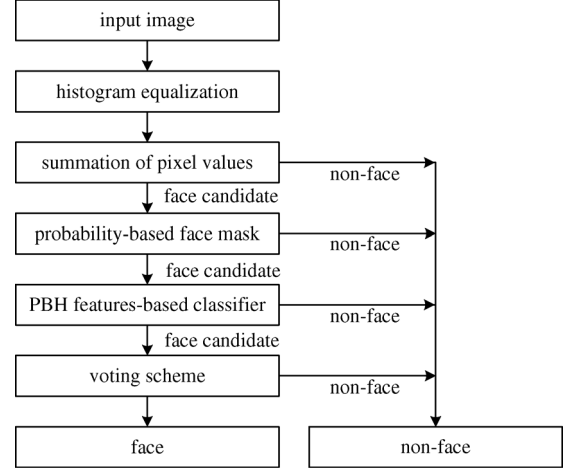 input image
histogram equalization
summation of pixel values
non-face
face candidate
probability-based face mask
non-face
face candidate
PBH features-based classifier
non-face
face candidate
voting scheme
non-face
face
non-face